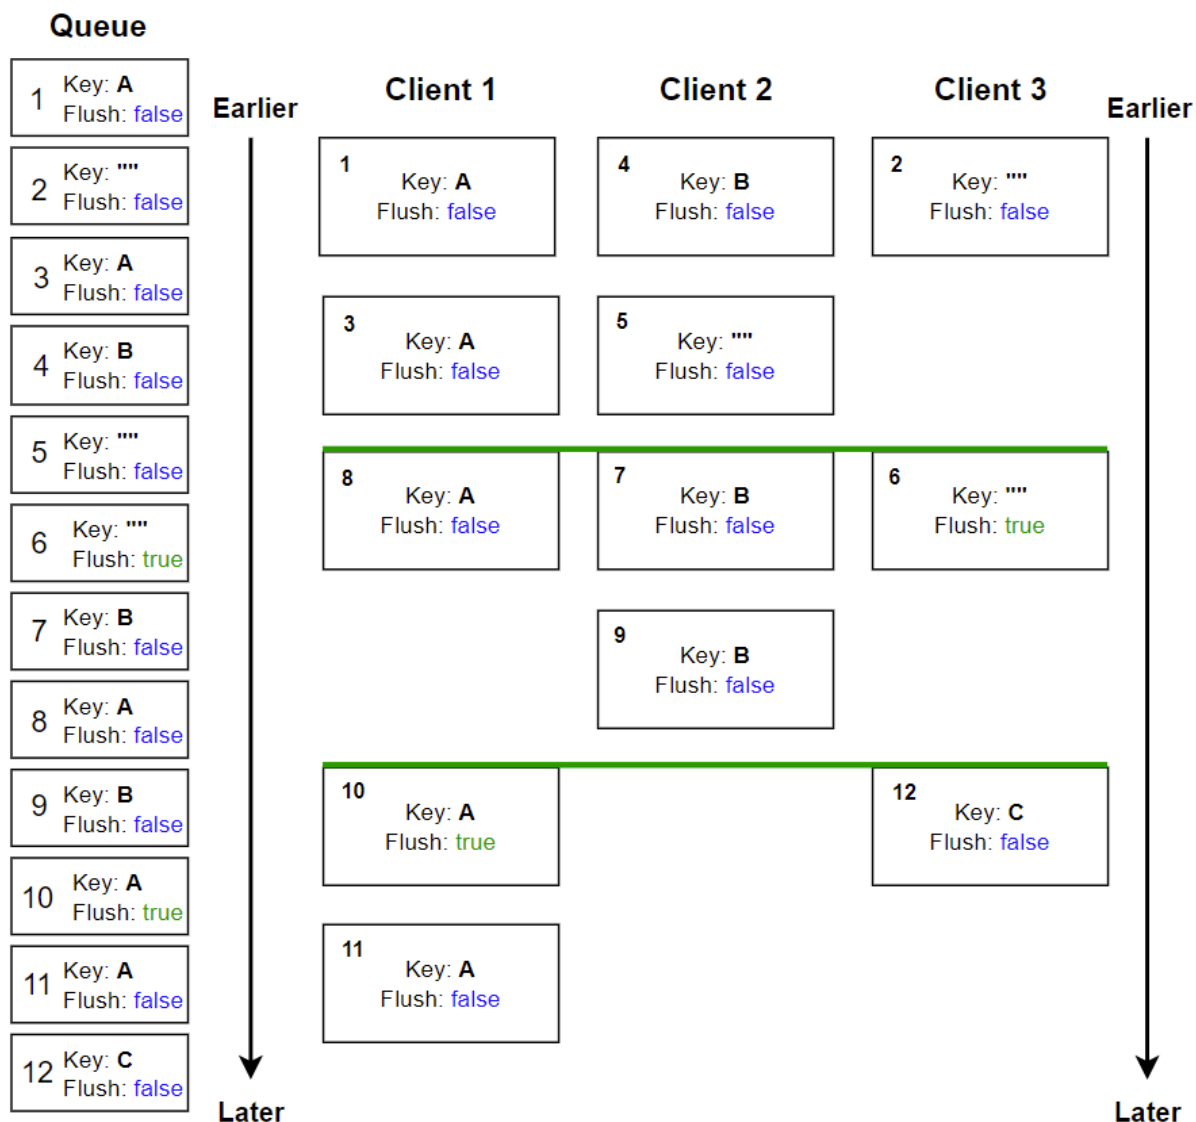 Queue
1
Key: A
Flush: false
2
Key: ""
Flush: false
3
Key: A
Flush: false
4
Key: B
Flush: false
5
Key: ""
Flush: false
6
Key: ""
Flush: true
7
Key: B
Flush: false
8
Key: A
Flush: false
9
Key: B
Flush: false
10
Key: A
Flush: true
11
Key: A
Flush: false
12
Key: C
Flush: false
Earlier
Later
Client 1
Client 2
Client 3
1
Key: A
Flush: false
4
Key: B
Flush: false
2
Key: ""
Flush: false
3
Key: A
Flush: false
5
Key: ""
Flush: false
8
Key: A
Flush: false
7
Key: B
Flush: false
6
Key: ""
Flush: true
9
Key: B
Flush: false
10
Key: A
Flush: true
12
Key: C
Flush: false
11
Key: A
Flush: false
Earlier
Later